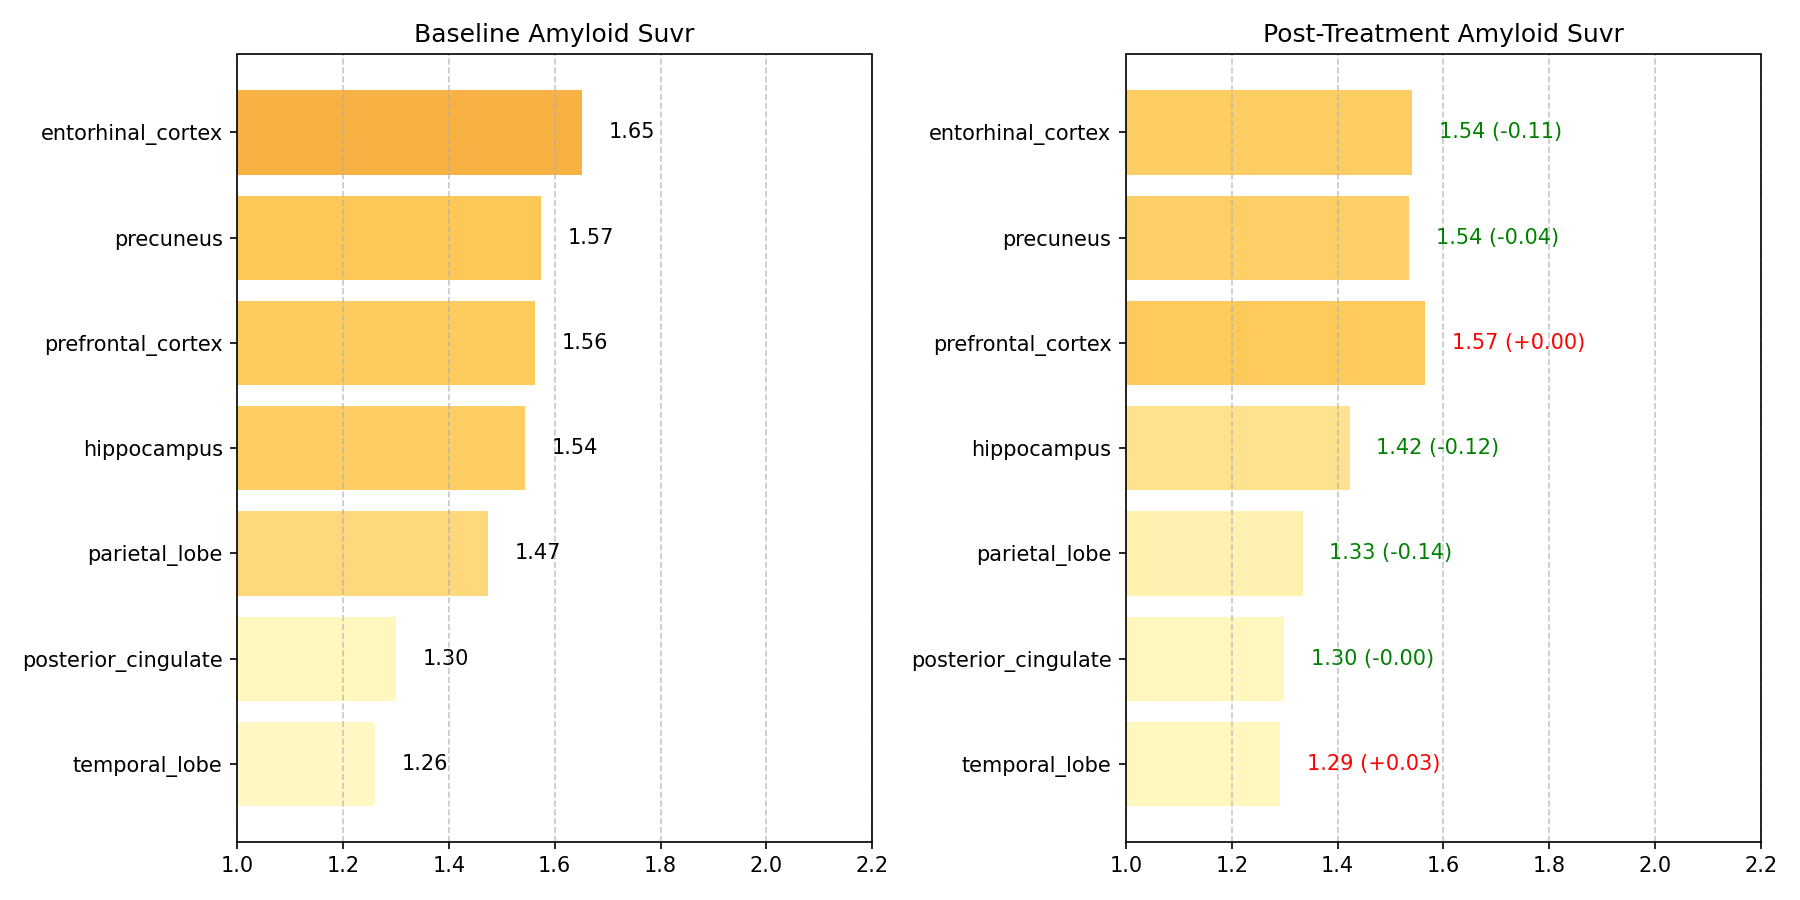 Baseline Amyloid Suvr
entorhinal_cortex 1.65
precuneus 1.57
prefrontal_cortex 1.56
hippocampus 1.54
parietal_lobe 1.47
posterior_cingulate 1.30
temporal_lobe 1.26
1.0 1.2 1.4 1.6 1.8 2.0 2.2
Post-Treatment Amyloid Suvr
entorhinal_cortex 1.54 (-0.11)
precuneus 1.54 (-0.04)
prefrontal_cortex 1.57 (+0.00)
hippocampus 1.42 (-0.12)
parietal_lobe 1.33 (-0.14)
posterior_cingulate 1.30 (-0.00)
temporal_lobe 1.29 (+0.03)
1.0 1.2 1.4 1.6 1.8 2.0 2.2